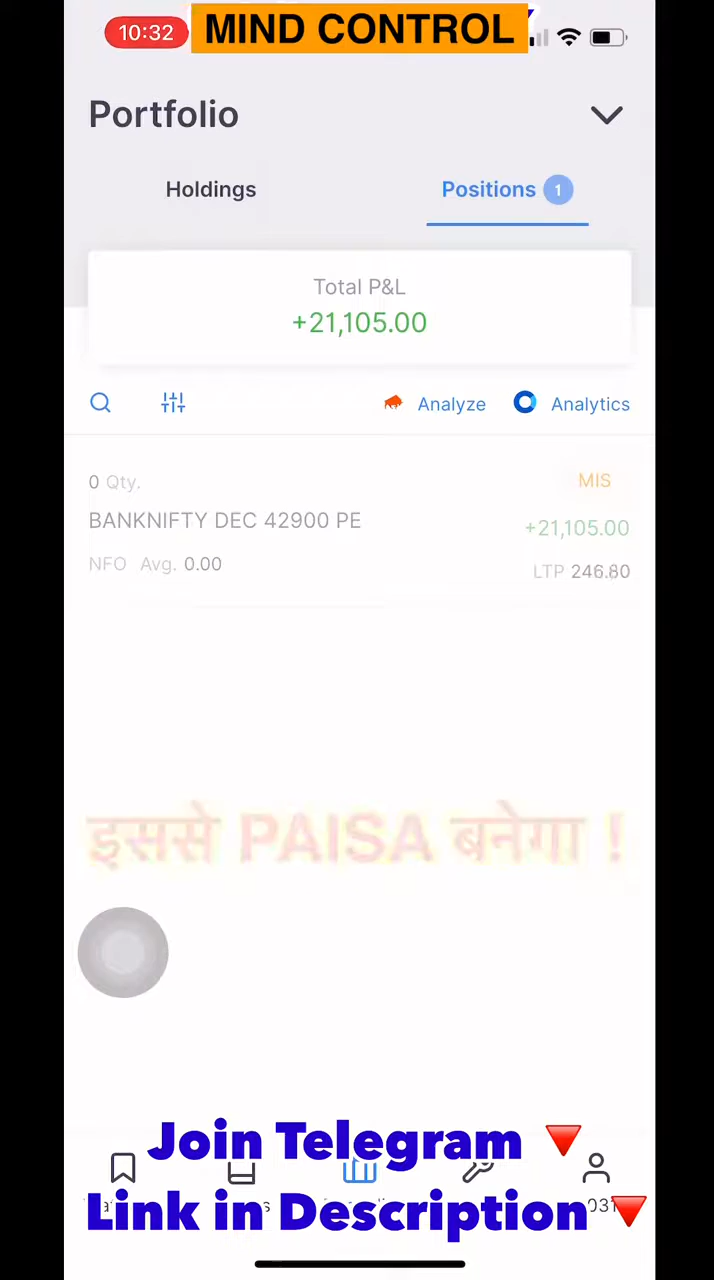 10:32
MIND CONTROL
Portfolio
Holdings
Positions 1
Total P&L
+21,105.00
Analyze
Analytics
0 Qty.
MIS
BANKNIFTY DEC 42900 PE
+21,105.00
NFO Avg. 0.00
LTP 246.80
इससे PAISA बनेगा !
Join Telegram
Link in Description